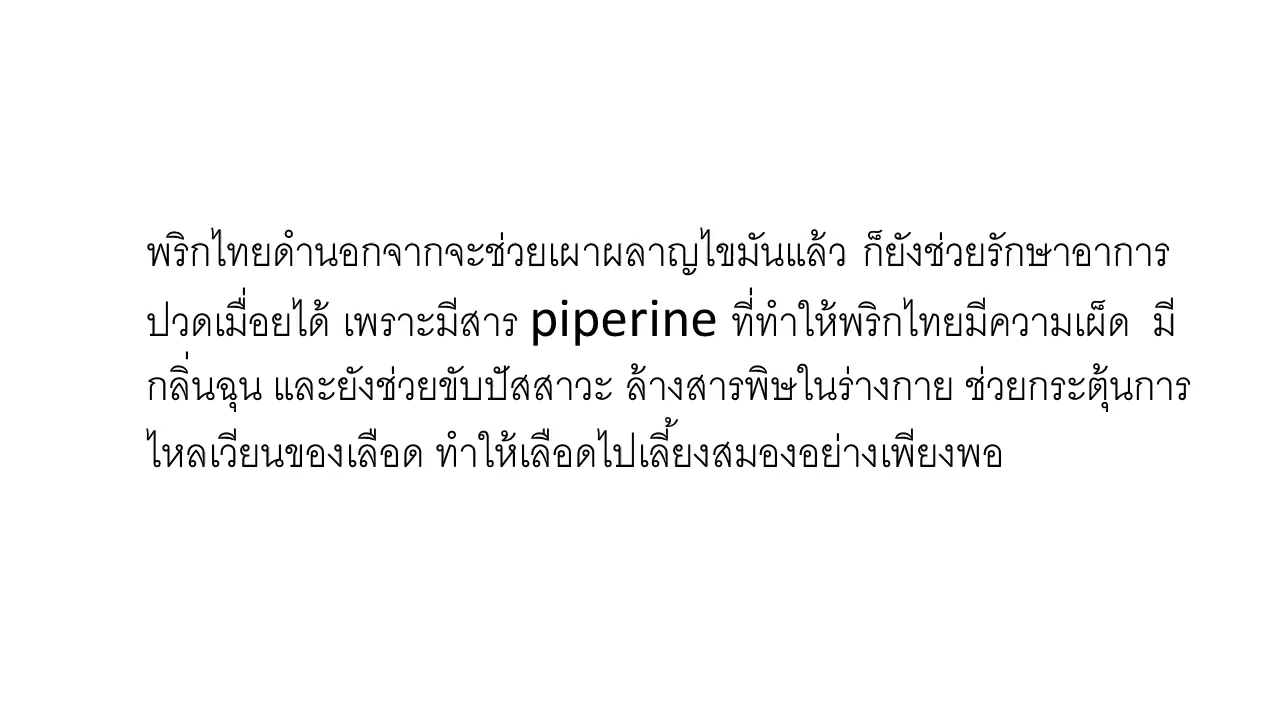 พริกไทยดำนอกจากจะช่วยเผาผลาญไขมันแล้ว ก็ยังช่วยรักษาอาการ
ปวดเมื่อยได้ เพราะมีสาร piperine ที่ทำให้พริกไทยมีความเผ็ด มี
กลิ่นฉุน และยังช่วยขับปัสสาวะ ล้างสารพิษในร่างกาย ช่วยกระตุ้นการ
ไหลเวียนของเลือด ทำให้เลือดไปเลี้ยงสมองอย่างเพียงพอ